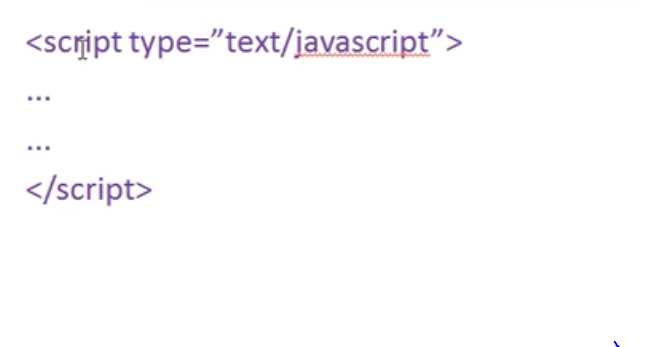 <script type=”text/javascript”>
...
...
</script>